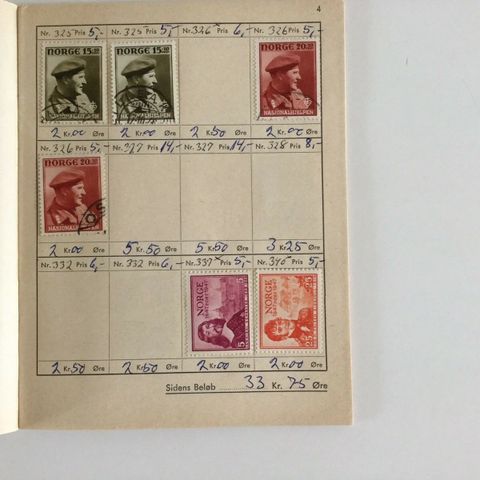 4
Nr. 325 Pris 5,- Nr. 325 Pris 5,- Nr. 326 Pris 6,- Nr. 326 Pris 5,-
NORGE 15 NORGE 15 NORGE 20
NASJONALHJELPEN NASJONALHJELPEN NASJONALHJELPEN
2 Kr. 00 Øre 2 Kr. 00 Øre 2 Kr. 50 Øre 2 Kr. 00 Øre
Nr. 326 Pris 5,- Nr. 327 Pris 14,- Nr. 327 Pris 14,- Nr. 328 Pris 8,-
NORGE 20
NASJONALHJELPEN
2 Kr. 00 Øre 5 Kr. 50 Øre 5 Kr. 50 Øre 3 Kr. 25 Øre
Nr. 332 Pris 6,- Nr. 332 Pris 6,- Nr. 337 Pris 5,- Nr. 340 Pris 5,-
NORGE NORGE
5 5 25 25
2 Kr. 50 Øre 2 Kr. 50 Øre 2 Kr. 00 Øre 2 Kr. 00 Øre
Sidens Beløb 33 Kr. 75 Øre